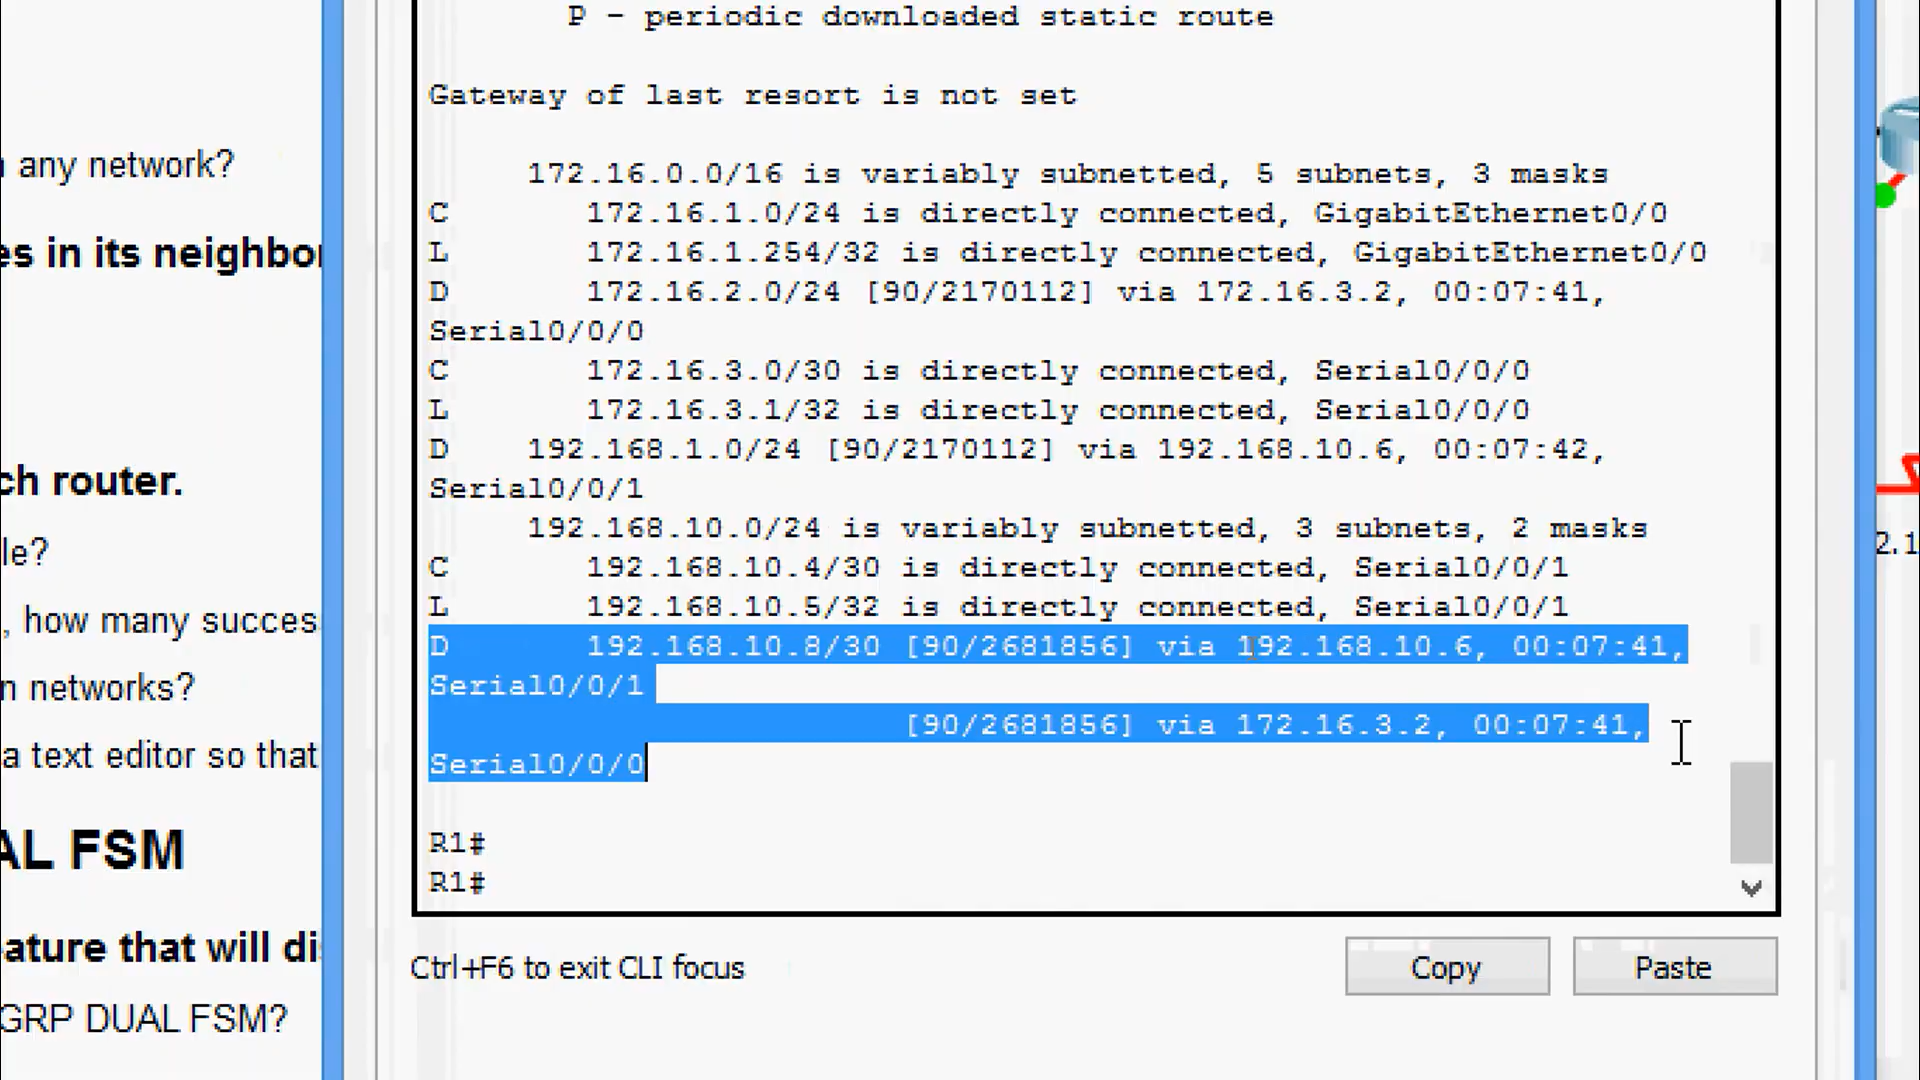 P - periodic downloaded static route
Gateway of last resort is not set
172.16.0.0/16 is variably subnetted, 5 subnets, 3 masks
C 172.16.1.0/24 is directly connected, GigabitEthernet0/0
L 172.16.1.254/32 is directly connected, GigabitEthernet0/0
D 172.16.2.0/24 [90/2170112] via 172.16.3.2, 00:07:41,
Serial0/0/0
C 172.16.3.0/30 is directly connected, Serial0/0/0
L 172.16.3.1/32 is directly connected, Serial0/0/0
D 192.168.1.0/24 [90/2170112] via 192.168.10.6, 00:07:42,
Serial0/0/1
192.168.10.0/24 is variably subnetted, 3 subnets, 2 masks
C 192.168.10.4/30 is directly connected, Serial0/0/1
L 192.168.10.5/32 is directly connected, Serial0/0/1
D 192.168.10.8/30 [90/2681856] via 192.168.10.6, 00:07:41,
Serial0/0/1
[90/2681856] via 172.16.3.2, 00:07:41,
Serial0/0/0
R1#
R1#
Ctrl+F6 to exit CLI focus
Copy
Paste
any network?
es in its neighbor
ch router.
le?
, how many succes
n networks?
a text editor so that
AL FSM
eature that will di
GRP DUAL FSM?
2.1